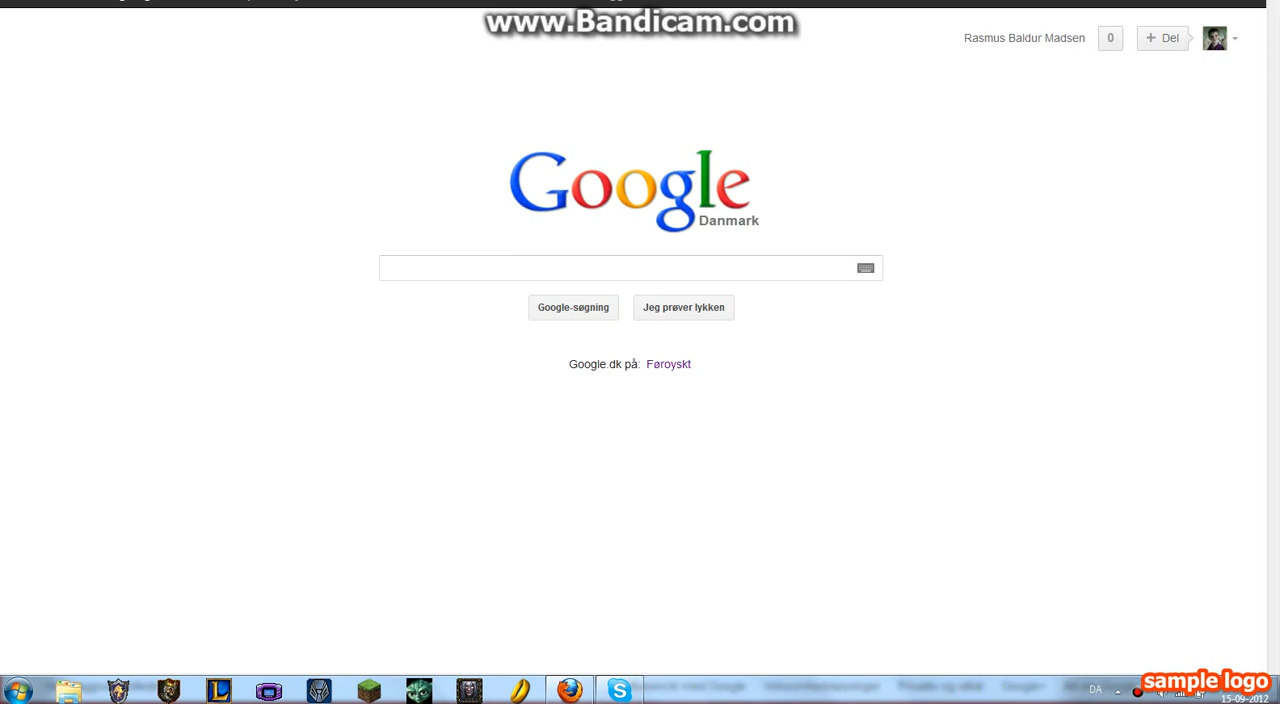 www.Bandicam.com
Rasmus Baldur Madsen 0 + Del
Google
Danmark
Google-søgning Jeg prøver lykken
Google.dk på: Føroyskt
DA
sample logo
15-09-2012